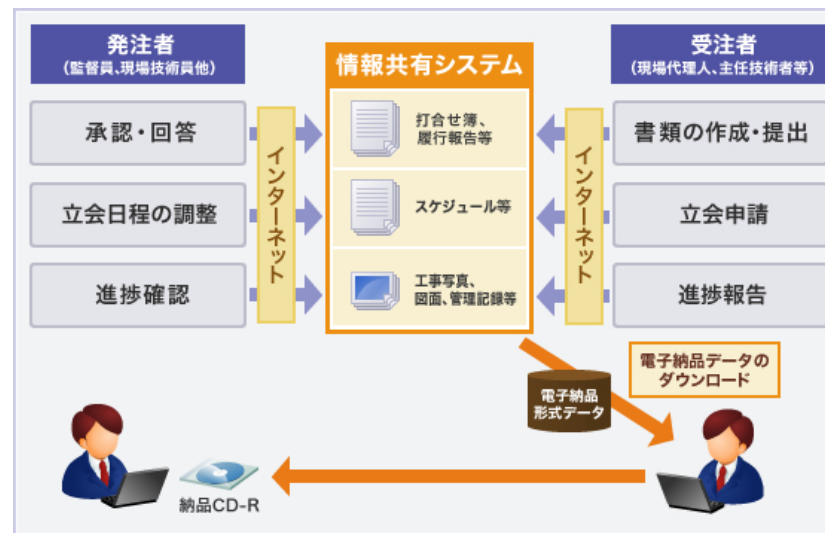 発注者
（監督員、現場技術員他）
承認・回答
立会日程の調整
進捗確認
インターネット
情報共有システム
打合せ簿、
履行報告等
スケジュール等
工事写真、
図面、管理記録等
インターネット
受注者
（現場代理人、主任技術者等）
書類の作成・提出
立会申請
進捗報告
電子納品データの
ダウンロード
電子納品
形式データ
納品CD-R